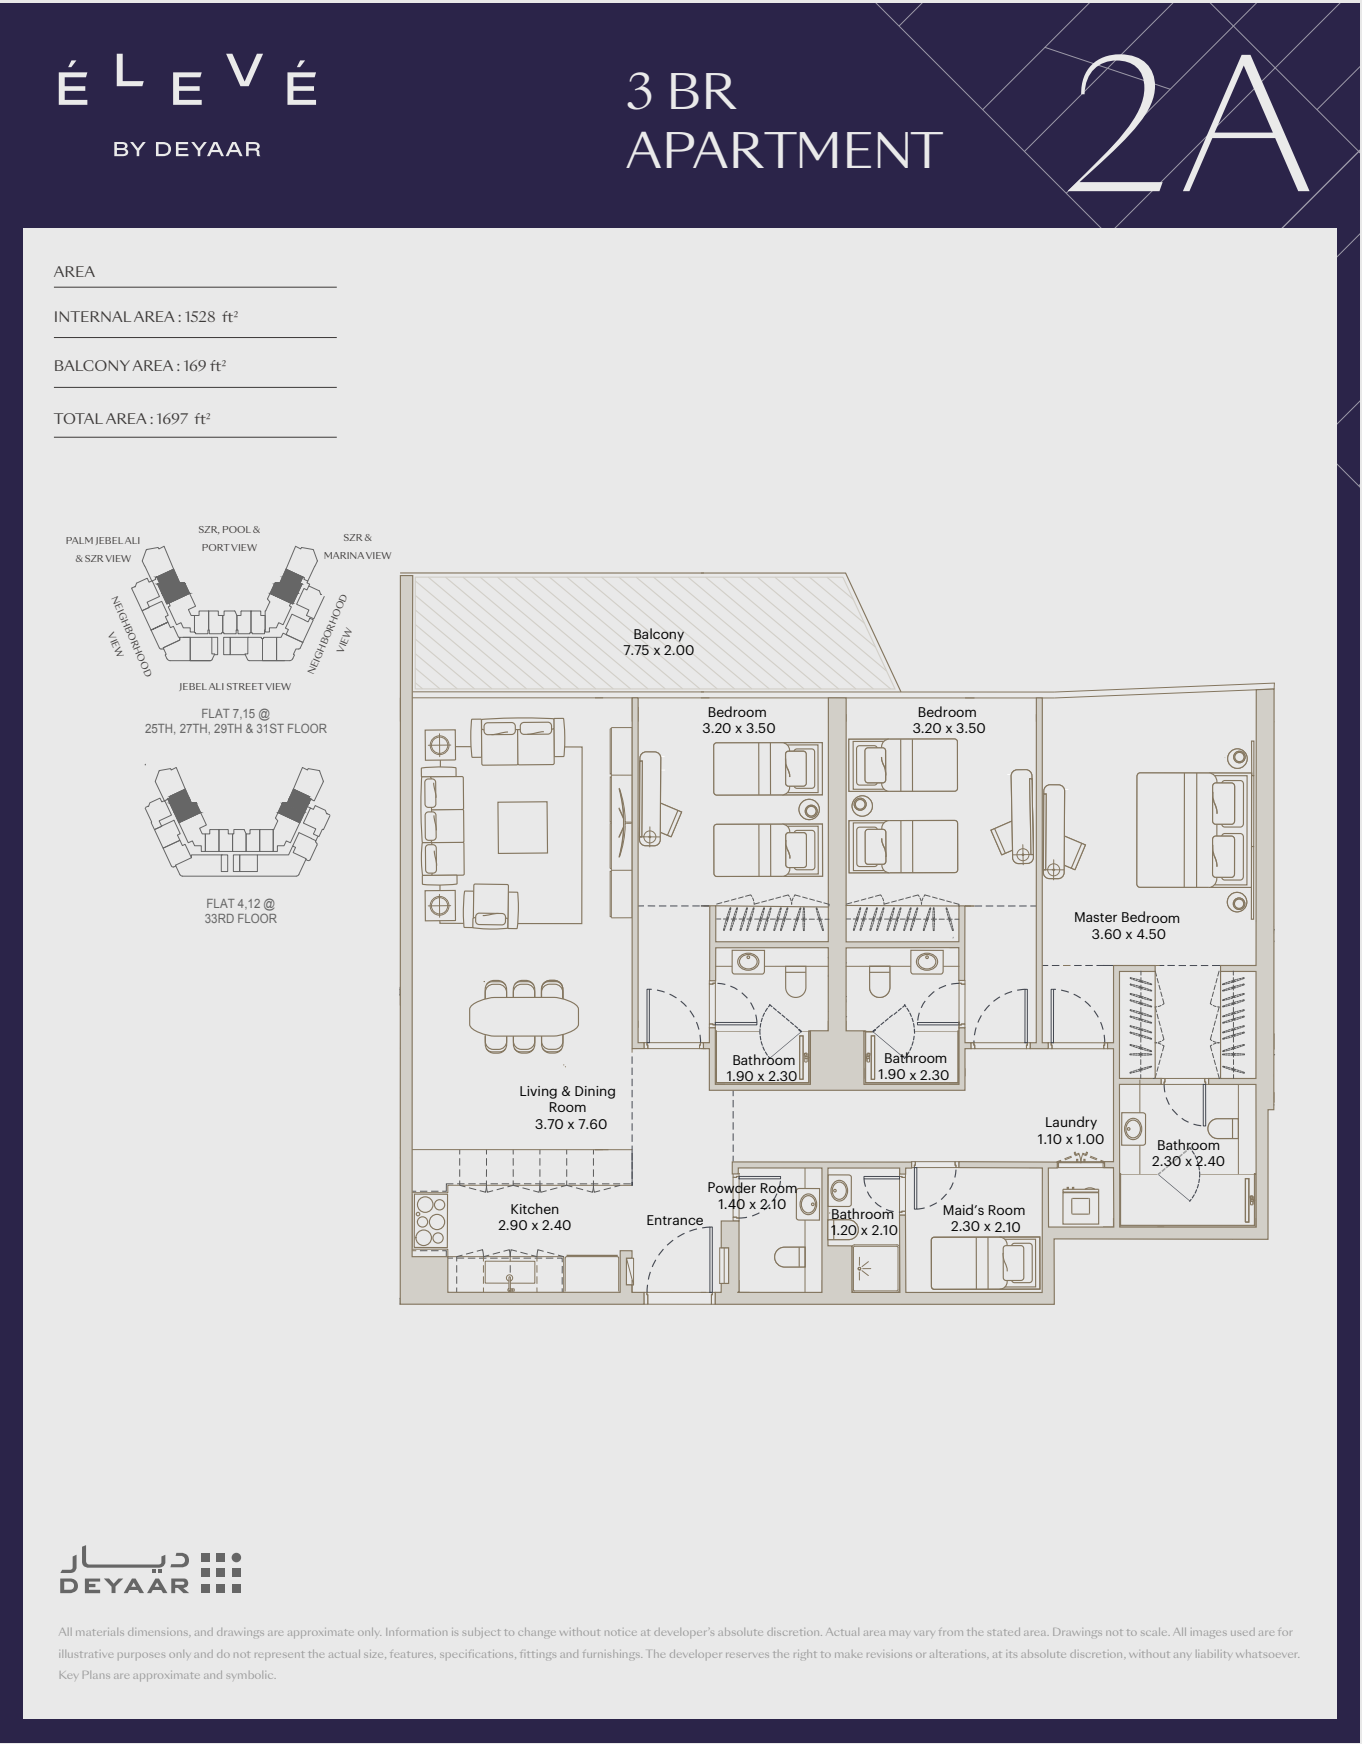 ÉLEVÉ
BY DEYAAR
3 BR
APARTMENT
2A
AREA
INTERNAL AREA : 1528 ft²
BALCONY AREA : 169 ft²
TOTAL AREA : 1697 ft²
PALM JEBEL ALI
& SZR VIEW
SZR, POOL &
PORT VIEW
SZR &
MARINA VIEW
NEIGHBORHOOD
VIEW
NEIGHBORHOOD
VIEW
JEBEL ALI STREET VIEW
FLAT 7,15 @
25TH, 27TH, 29TH & 31ST FLOOR
FLAT 4,12 @
33RD FLOOR
Balcony
7.75 x 2.00
Bedroom
3.20 x 3.50
Bedroom
3.20 x 3.50
Master Bedroom
3.60 x 4.50
Bathroom
1.90 x 2.30
Bathroom
1.90 x 2.30
Living & Dining
Room
3.70 x 7.60
Laundry
1.10 x 1.00
Bathroom
2.30 x 2.40
Kitchen
2.90 x 2.40
Entrance
Powder Room
1.40 x 2.10
Bathroom
1.20 x 2.10
Maid's Room
2.30 x 2.10
ديار
DEYAAR
All materials dimensions, and drawings are approximate only. Information is subject to change without notice at developer's absolute discretion. Actual area may vary from the stated area. Drawings not to scale. All images used are for
illustrative purposes only and do not represent the actual size, features, specifications, fittings and furnishings. The developer reserves the right to make revisions or alterations, at its absolute discretion, without any liability whatsoever.
Key Plans are approximate and symbolic.